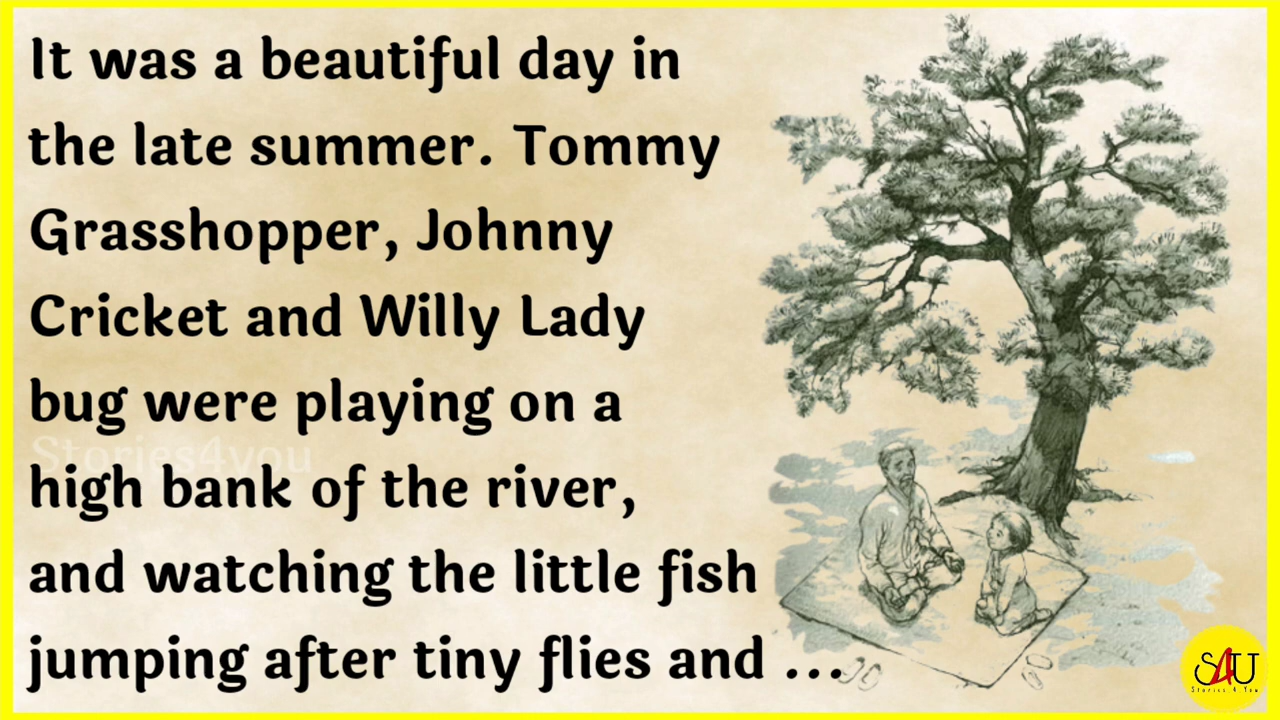 It was a beautiful day in
the late summer. Tommy
Grasshopper, Johnny
Cricket and Willy Lady
bug were playing on a
Stories4you
high bank of the river,
and watching the little fish
jumping after tiny flies and ...
S4U
Stories 4 You